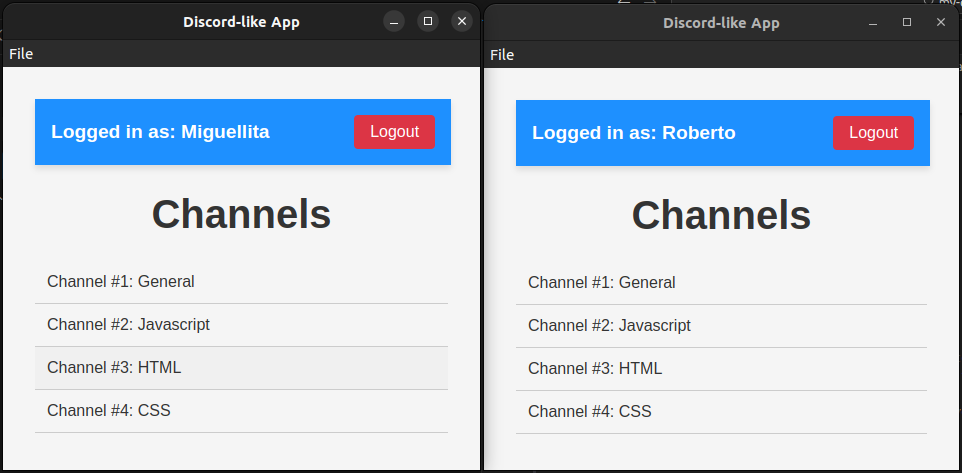 Discord-like App
File
Logged in as: Miguellita
Logout
Channels
Channel #1: General
Channel #2: Javascript
Channel #3: HTML
Channel #4: CSS
Discord-like App
File
Logged in as: Roberto
Logout
Channels
Channel #1: General
Channel #2: Javascript
Channel #3: HTML
Channel #4: CSS